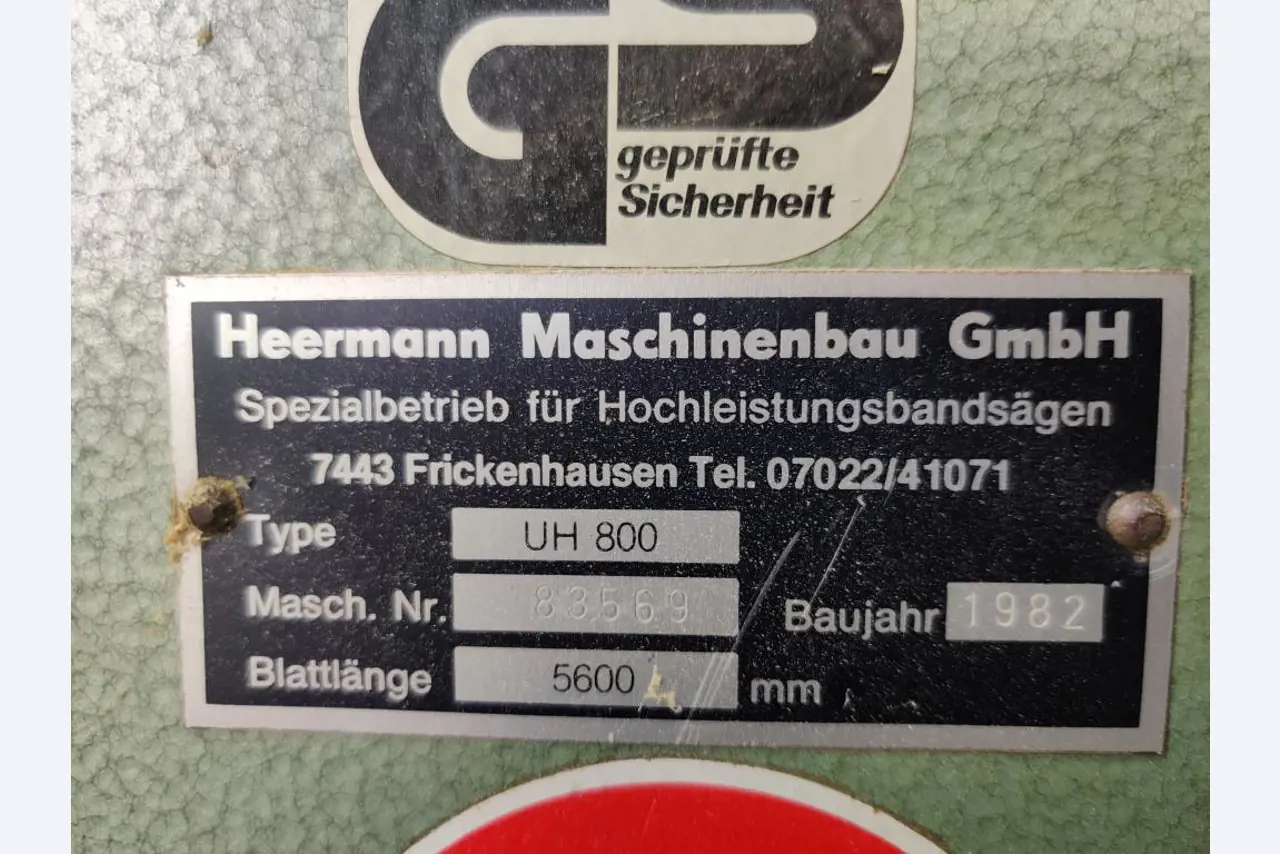 geprüfte
Sicherheit
Heermann Maschinenbau GmbH
Spezialbetrieb für Hochleistungsbandsägen
7443 Frickenhausen Tel. 07022/41071
Type UH 800
Masch. Nr. 83569 Baujahr 1982
Blattlänge 5600 mm